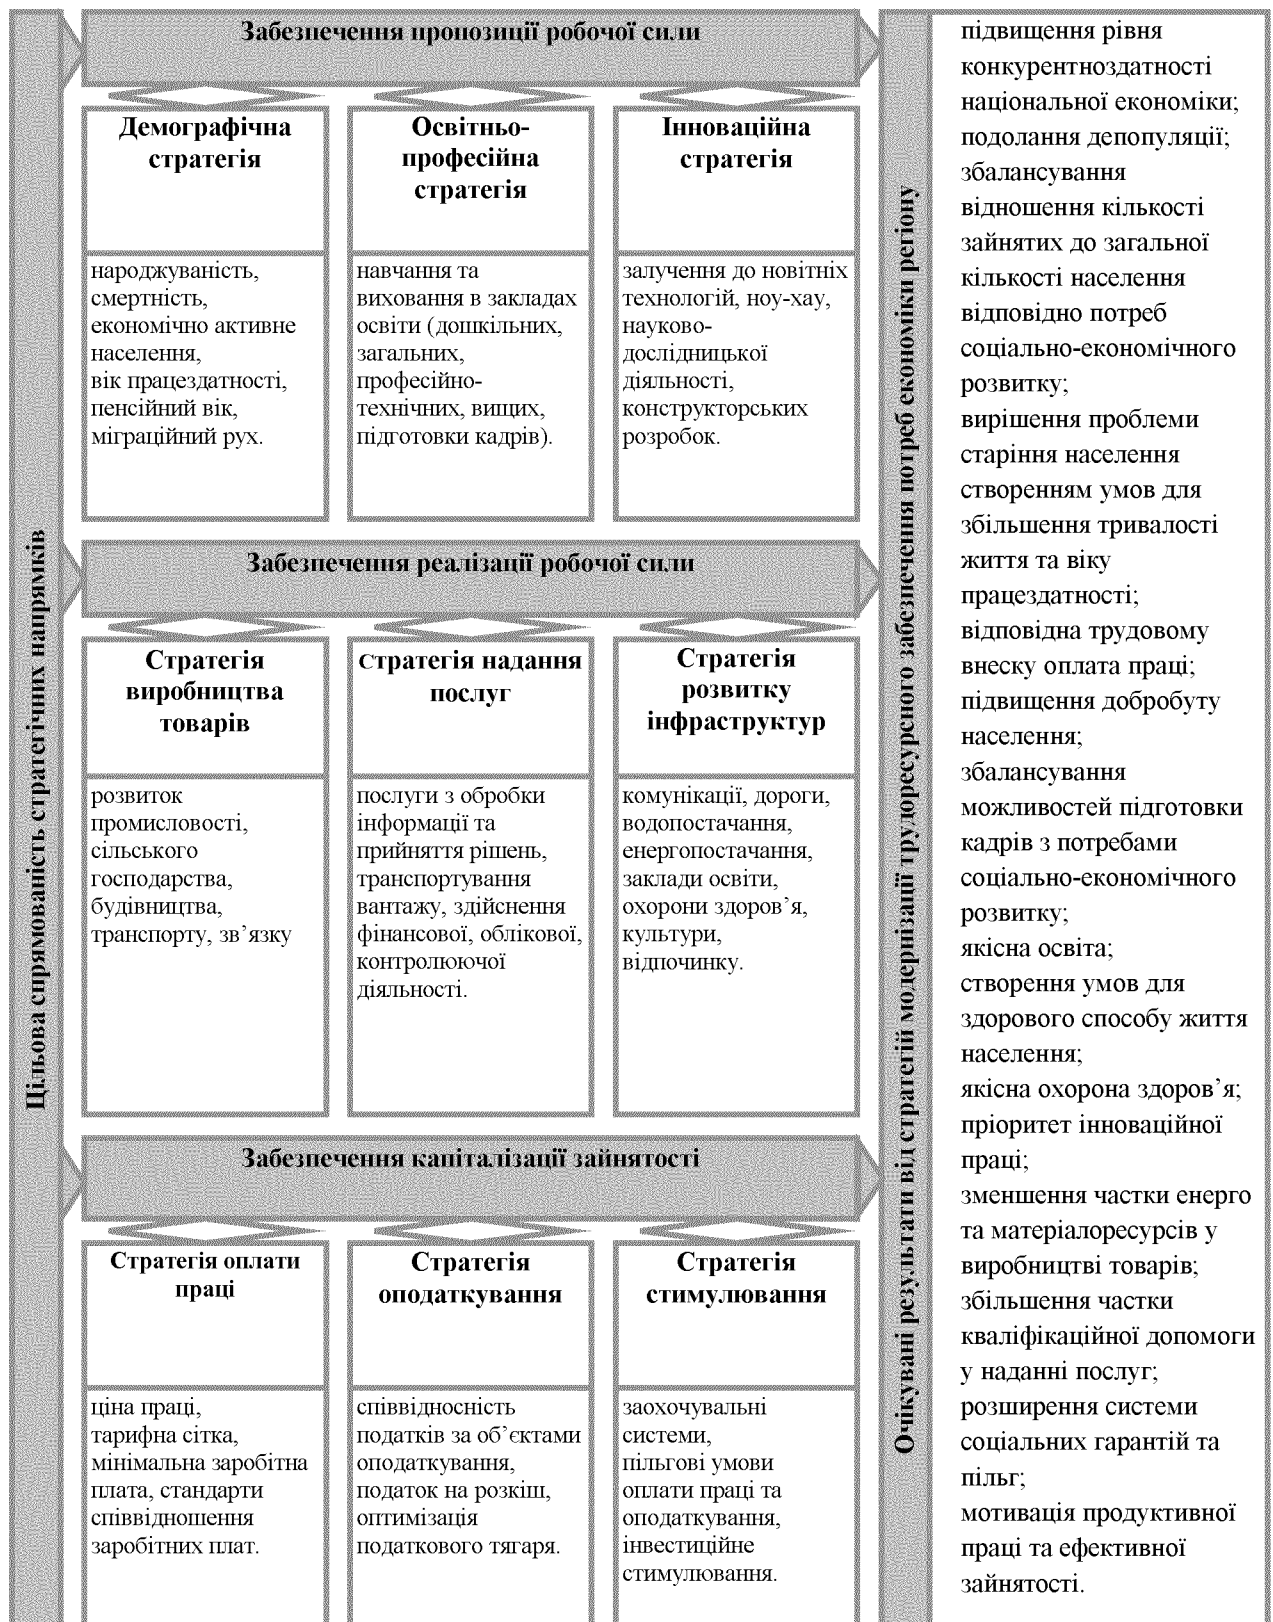 Цільова спрямованість стратегічних напрямків
Забезпечення пропозиції робочої сили
Демографічна
стратегія
народжуваність,
смертність,
економічно активне
населення,
вік працездатності,
пенсійний вік,
міграційний рух.
Освітньо-
професійна
стратегія
навчання та
виховання в закладах
освіти (дошкільних,
загальних,
професійно-
технічних, вищих,
підготовки кадрів).
Інноваційна
стратегія
залучення до новітніх
технологій, ноу-хау,
науково-
дослідницької
діяльності,
конструкторських
розробок.
Забезпечення реалізації робочої сили
Стратегія
виробництва
товарів
розвиток
промисловості,
сільського
господарства,
будівництва,
транспорту, зв’язку
Стратегія надання
послуг
послуги з обробки
інформації та
прийняття рішень,
транспортування
вантажу, здійснення
фінансової, облікової,
контролюючої
діяльності.
Стратегія
розвитку
інфраструктур
комунікації, дороги,
водопостачання,
енергопостачання,
заклади освіти,
охорони здоров’я,
культури,
відпочинку.
Забезпечення капіталізації зайнятості
Стратегія оплати
праці
ціна праці,
тарифна сітка,
мінімальна заробітна
плата, стандарти
співвідношення
заробітних плат.
Стратегія
оподаткування
співвідносність
податків за об’єктами
оподаткування,
податок на розкіш,
оптимізація
податкового тягаря.
Стратегія
стимулювання
заохочувальні
системи,
пільгові умови
оплати праці та
оподаткування,
інвестиційне
стимулювання.
Очікувані результати від стратегій модернізації трудоресурсного забезпечення потреб економіки регіону
підвищення рівня
конкурентноздатності
національної економіки;
подолання депопуляції;
збалансування
відношення кількості
зайнятих до загальної
кількості населення
відповідно потреб
соціально-економічного
розвитку;
вирішення проблеми
старіння населення
створенням умов для
збільшення тривалості
життя та віку
працездатності;
відповідна трудовому
внеску оплата праці;
підвищення добробуту
населення;
збалансування
можливостей підготовки
кадрів з потребами
соціально-економічного
розвитку;
якісна освіта;
створення умов для
здорового способу життя
населення;
якісна охорона здоров’я;
пріоритет інноваційної
праці;
зменшення частки енерго
та матеріалоресурсів у
виробництві товарів;
збільшення частки
кваліфікаційної допомоги
у наданні послуг;
розширення системи
соціальних гарантій та
пільг;
мотивація продуктивної
праці та ефективної
зайнятості.